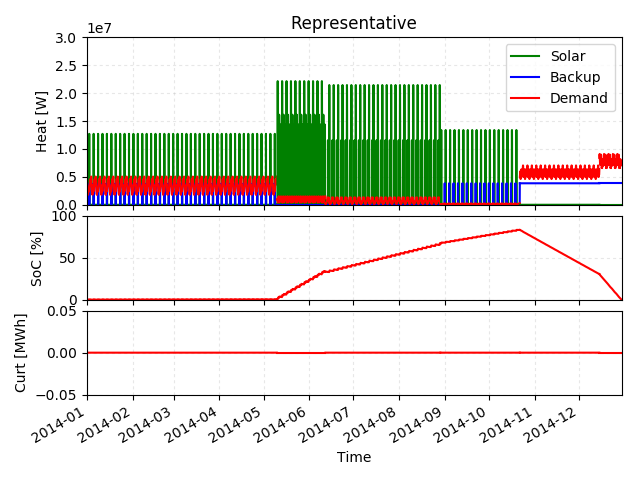 Representative
1e7
3.0
2.5
2.0
1.5
1.0
0.5
0.0
Heat [W]
Solar
Backup
Demand
100
50
0
SoC [%]
0.05
0.00
−0.05
Curt [MWh]
2014-01
2014-02
2014-03
2014-04
2014-05
2014-06
2014-07
2014-08
2014-09
2014-10
2014-11
2014-12
Time